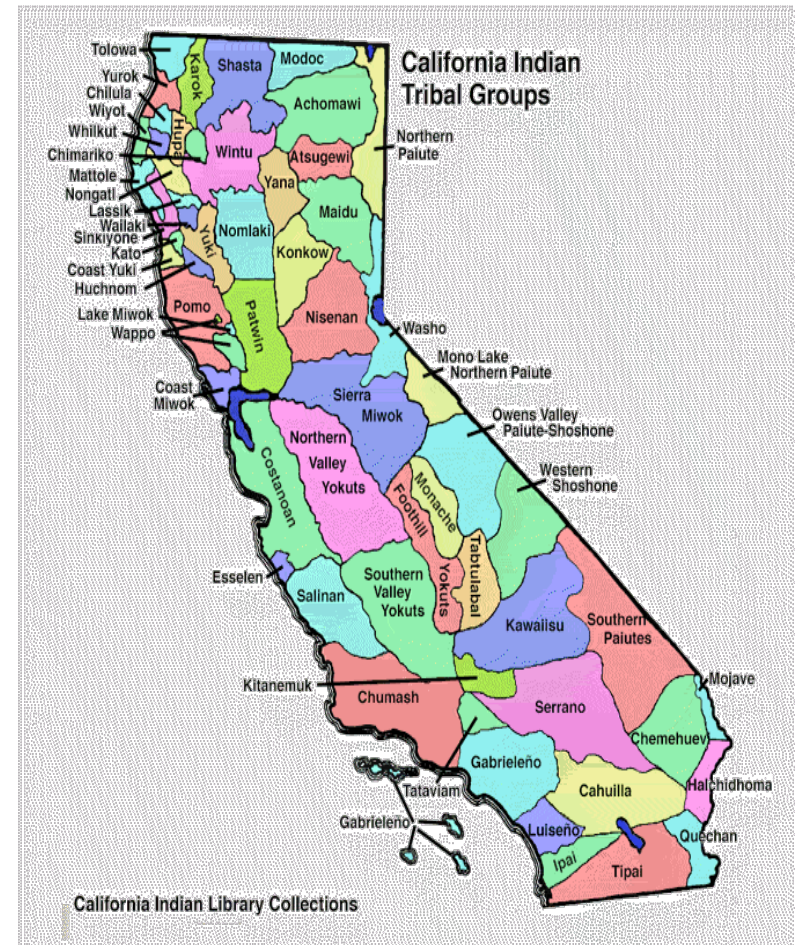 California Indian
Tribal Groups
Tolowa
Karok
Shasta
Modoc
Yurok
Chilula
Achomawi
Wiyot
Whilkut
Hupa
Northern
Paiute
Chimariko
Wintu
Atsugewi
Mattole
Yana
Nongatl
Lassik
Maidu
Wailaki
Nomlaki
Sinkiyone
Yuki
Kato
Konkow
Coast Yuki
Huchnom
Pomo
Patwin
Nisenan
Lake Miwok
Wappo
Washo
Mono Lake
Northern Paiute
Coast
Miwok
Sierra
Miwok
Owens Valley
Paiute-Shoshone
Northern
Valley
Yokuts
Costanoan
Western
Shoshone
Monache
Foothill
Yokuts
Tabtulabal
Esselen
Salinan
Southern
Valley
Yokuts
Kawaiisu
Southern
Paiutes
Kitanemuk
Chumash
Mojave
Serrano
Chemehuev
Gabrieleño
Tataviam
Cahuilla
Halchidhoma
Gabrieleño
Luiseño
Quechan
Ipai
Tipai
California Indian Library Collections